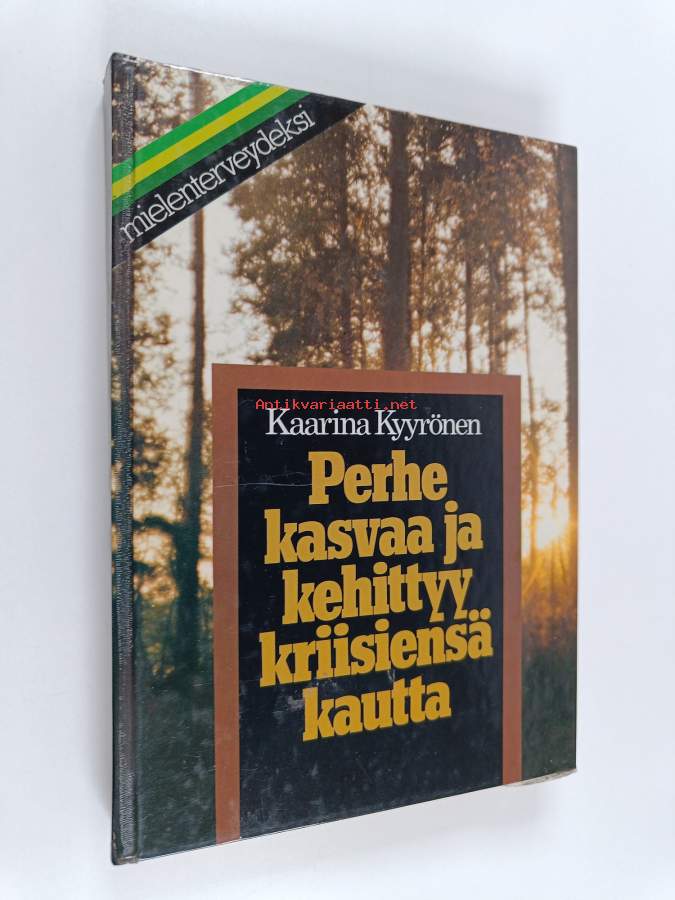 mielenterveydeksi
Antikvariaatti.net
Kaarina Kyyrönen
Perhe
kasvaa ja
kehittyy
kriisiensä
kautta